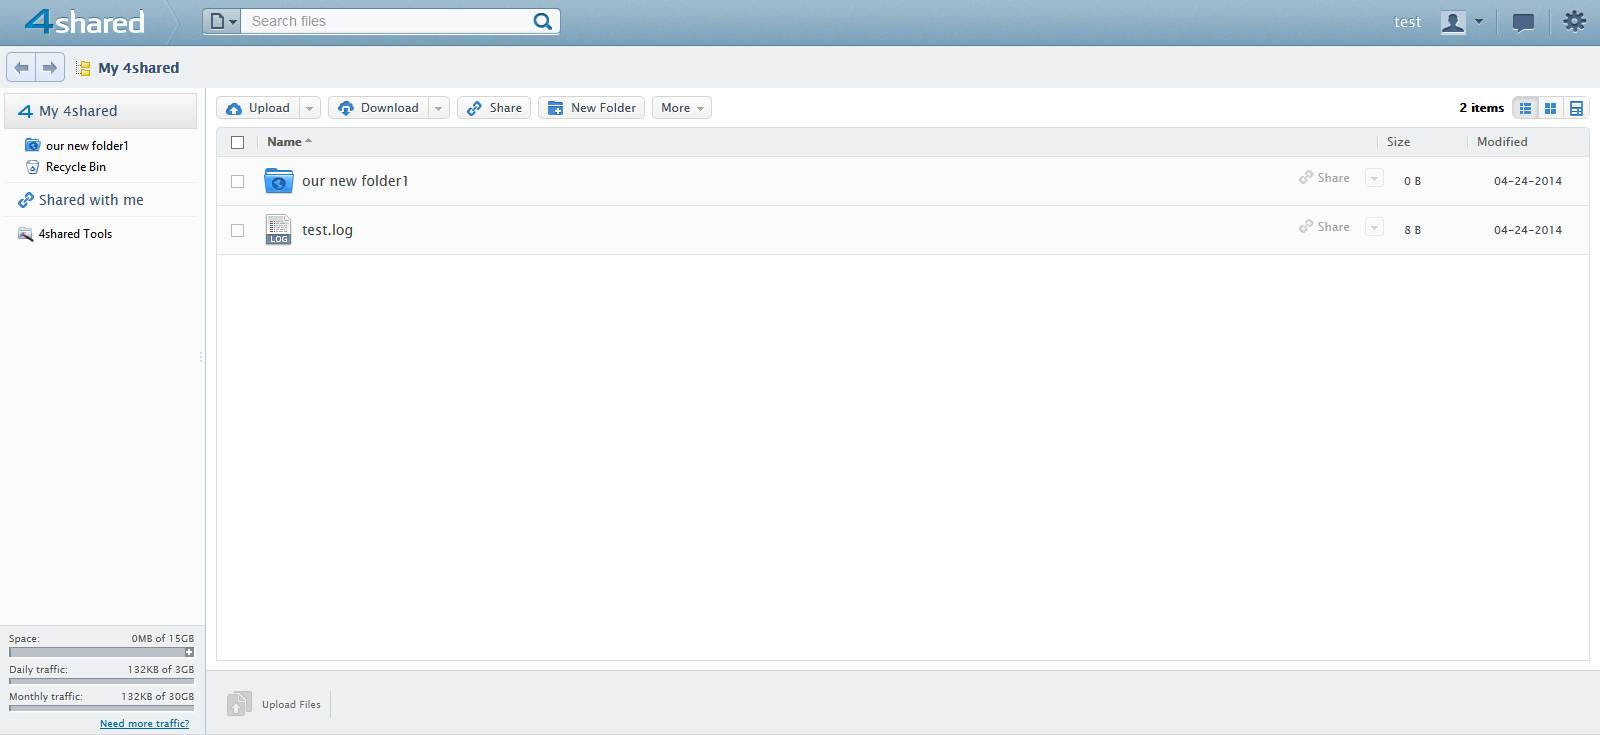 4shared
Search files
test
My 4shared
My 4shared
our new folder1
Recycle Bin
Shared with me
4shared Tools
Upload
Download
Share
New Folder
More
2 items
Name
Size
Modified
our new folder1
Share
0 B
04-24-2014
LOG
test.log
Share
8 B
04-24-2014
Space:
0MB of 15GB
Daily traffic:
132KB of 3GB
Monthly traffic:
132KB of 30GB
Need more traffic?
Upload Files